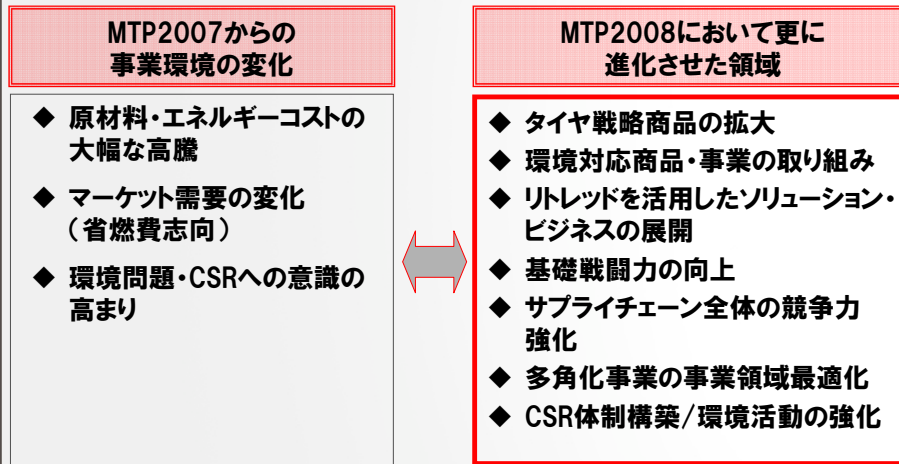 MTP2007からの
事業環境の変化
◆ 原材料・エネルギーコストの
大幅な高騰
◆ マーケット需要の変化
（省燃費志向）
◆ 環境問題・CSRへの意識の
高まり
MTP2008において更に
進化させた領域
◆ タイヤ戦略商品の拡大
◆ 環境対応商品・事業の取り組み
◆ リトレッドを活用したソリューション・
ビジネスの展開
◆ 基礎戦闘力の向上
◆ サプライチェーン全体の競争力
強化
◆ 多角化事業の事業領域最適化
◆ CSR体制構築/環境活動の強化